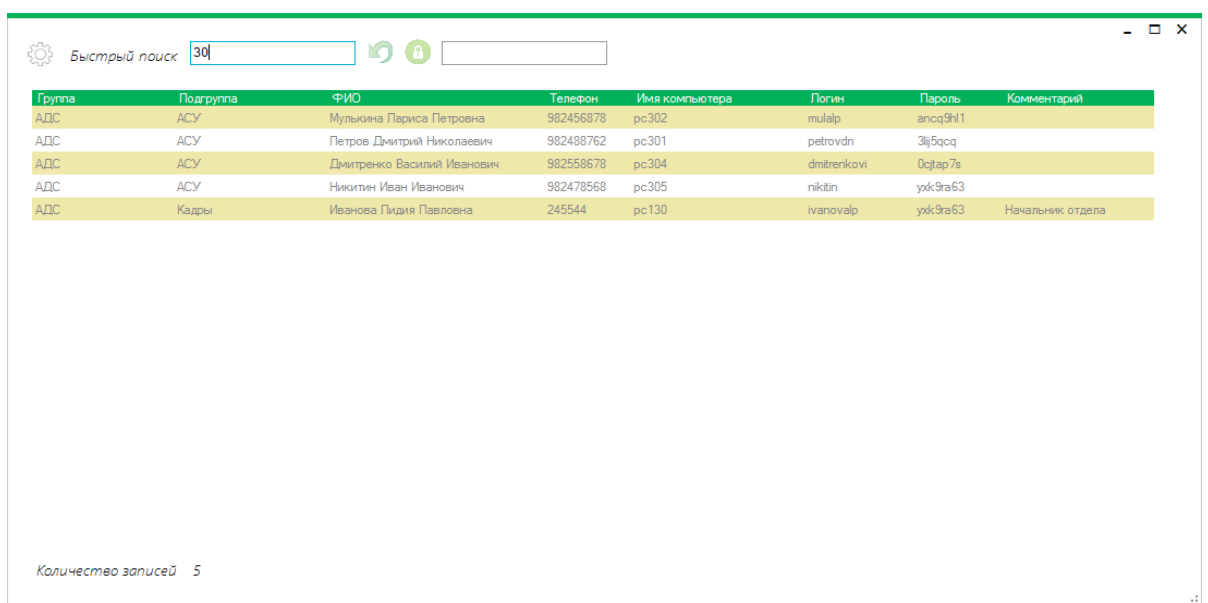 Быстрый поиск 30
Группа Подгруппа ФИО Телефон Имя компьютера Логин Пароль Комментарий
АДС АСУ Мулькина Лариса Петровна 982456878 pc302 mulalp ancq9hl1
АДС АСУ Петров Дмитрий Николаевич 982488762 pc301 petrovdn 3lj5qcq
АДС АСУ Дмитренко Василий Иванович 982558678 pc304 dmitrenkovi 0cjtap7s
АДС АСУ Никитин Иван Иванович 982478568 pc305 nikitin yxk9ra63
АДС Кадры Иванова Лидия Павловна 245544 pc130 ivanovalp yxk9ra63 Начальник отдела
Количество записей 5